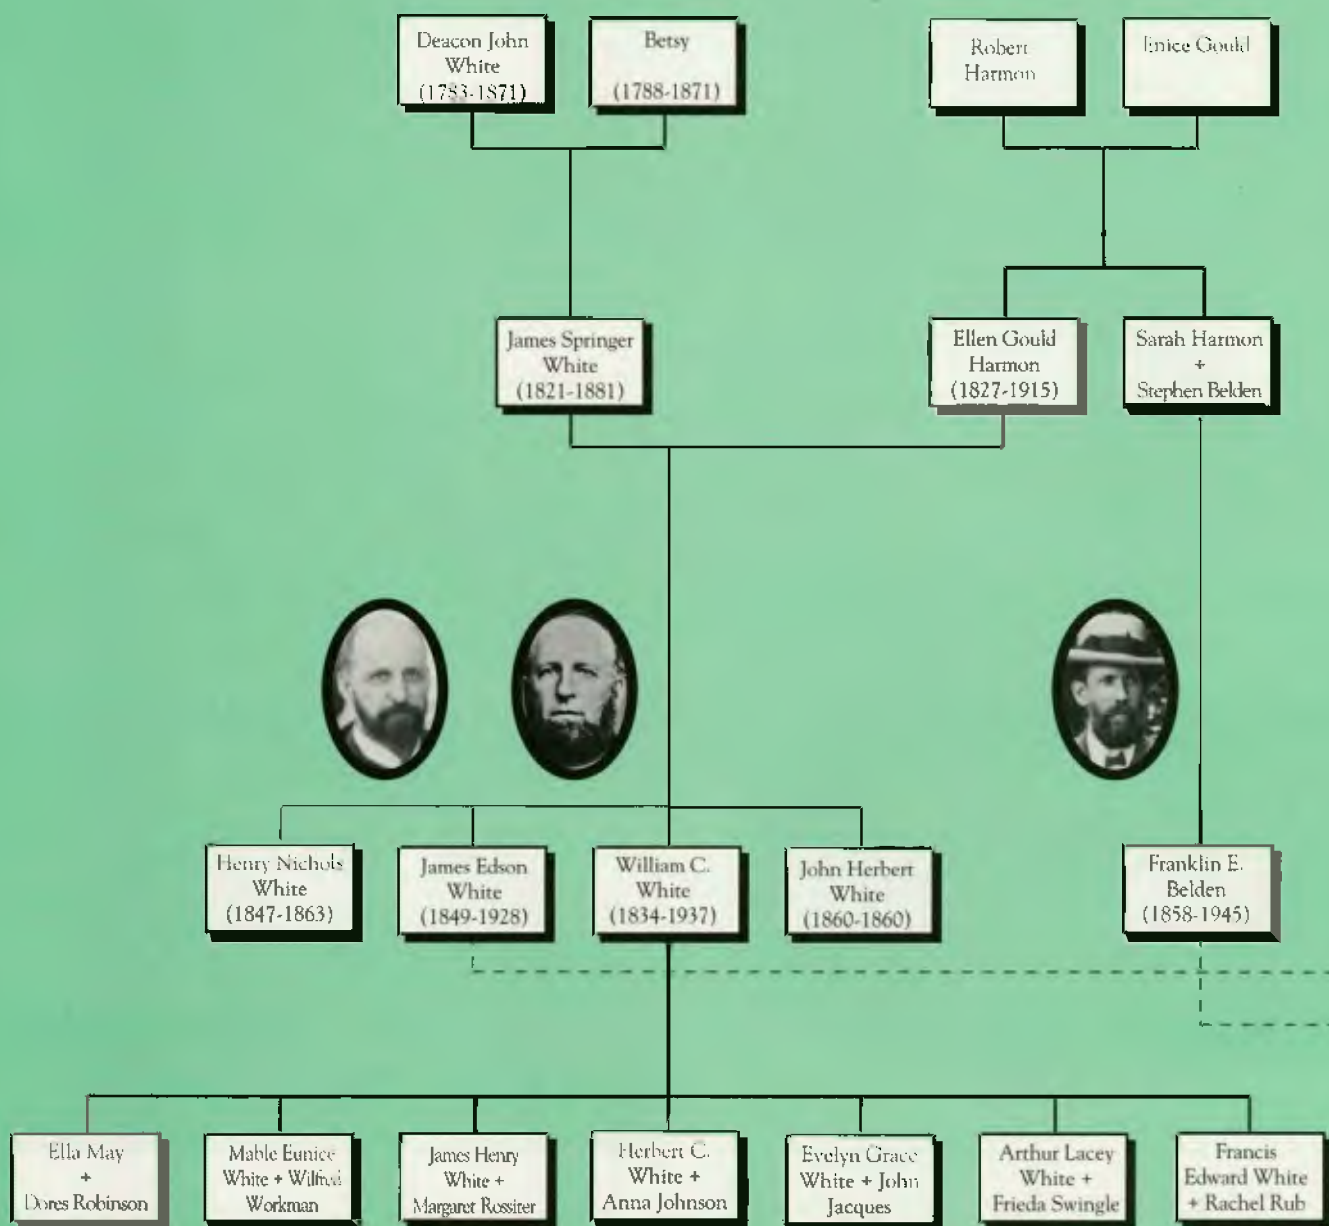 Deacon John
White
(1783-1871)
Betsy
(1788-1871)
Robert
Harmon
Enice Gould
James Springer
White
(1821-1881)
Ellen Gould
Harmon
(1827-1915)
Sarah Harmon
+
Stephen Belden
Henry Nichols
White
(1847-1863)
James Edson
White
(1849-1928)
William C.
White
(1834-1937)
John Herbert
White
(1860-1860)
Franklin E.
Belden
(1858-1945)
Ella May
+
Dores Robinson
Mable Eunice
White + Wilfred
Workman
James Henry
White +
Margaret Rossiter
Herbert C.
White +
Anna Johnson
Evelyn Grace
White + John
Jacques
Arthur Lacey
White +
Frieda Swingle
Francis
Edward White
+ Rachel Rub